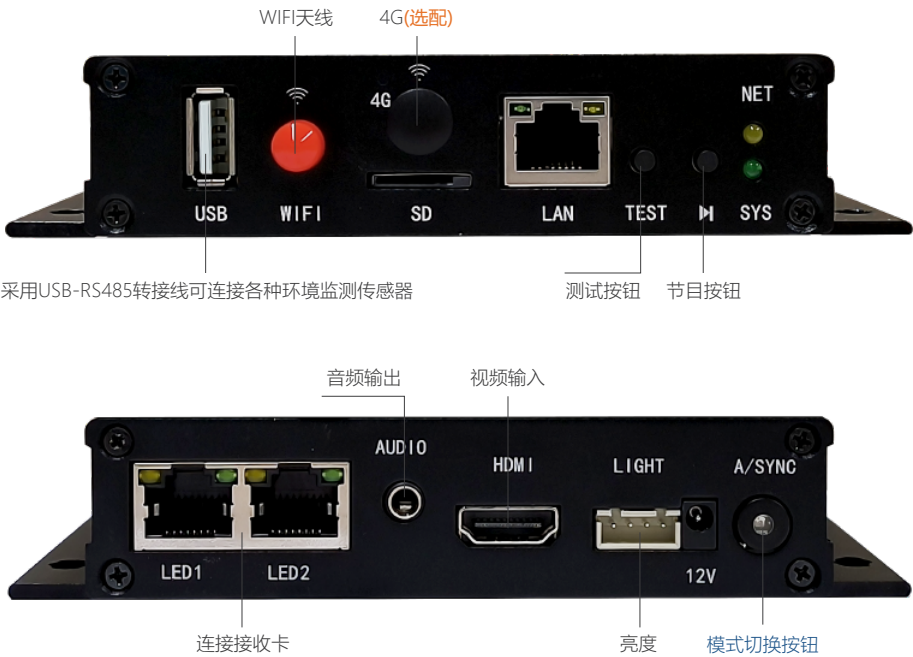 WIFI天线
4G(选配)
4G
NET
USB
WIFI
SD
LAN
TEST
SYS
采用USB-RS485转接线可连接各种环境监测传感器
测试按钮
节目按钮
音频输出
视频输入
AUDIO
HDMI
LIGHT
A/SYNC
LED1
LED2
12V
连接接收卡
亮度
模式切换按钮